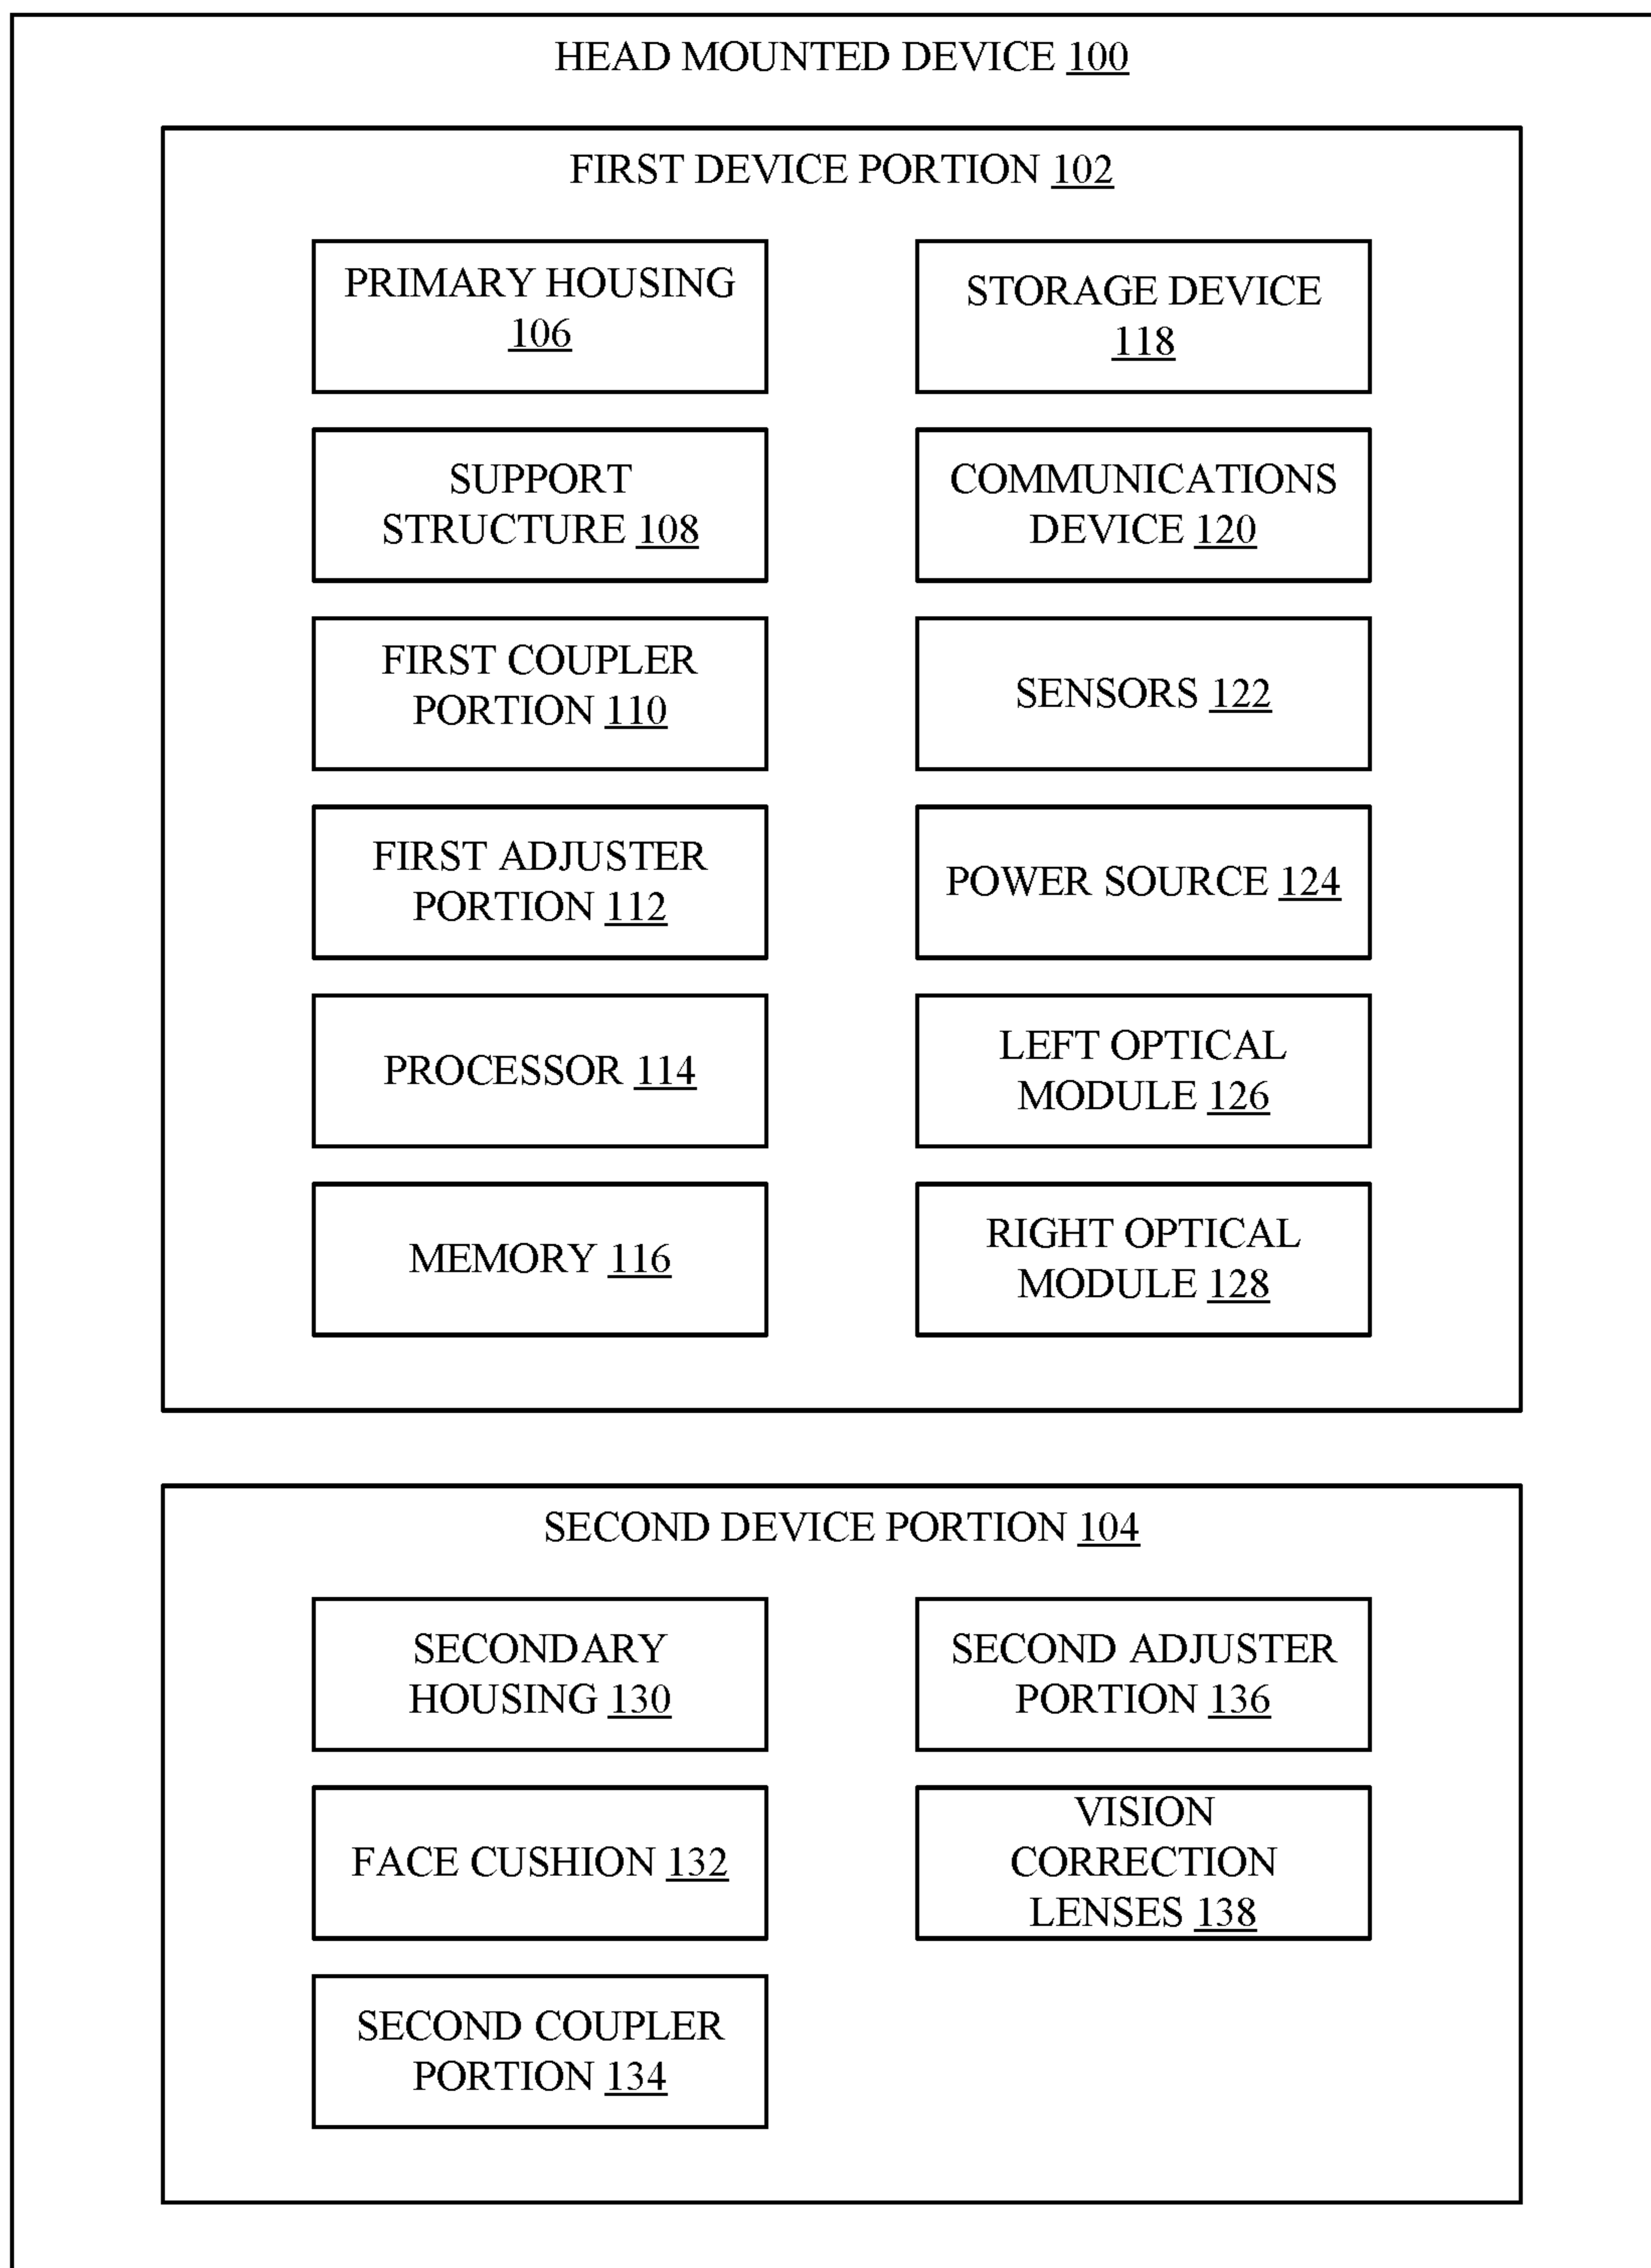 HEAD MOUNTED DEVICE 100
FIRST DEVICE PORTION 102
PRIMARY HOUSING
106
SUPPORT
STRUCTURE 108
FIRST COUPLER
PORTION 110
FIRST ADJUSTER
PORTION 112
PROCESSOR 114
MEMORY 116
STORAGE DEVICE
118
COMMUNICATIONS
DEVICE 120
SENSORS 122
POWER SOURCE 124
LEFT OPTICAL
MODULE 126
RIGHT OPTICAL
MODULE 128
SECOND DEVICE PORTION 104
SECONDARY
HOUSING 130
FACE CUSHION 132
SECOND COUPLER
PORTION 134
SECOND ADJUSTER
PORTION 136
VISION
CORRECTION
LENSES 138